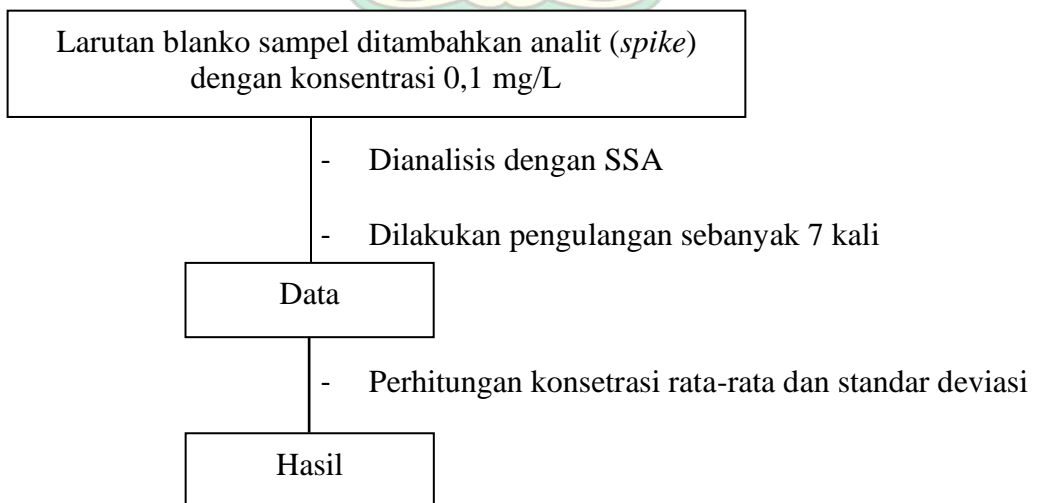 Larutan blanko sampel ditambahkan analit (spike)
dengan konsentrasi 0,1 mg/L
- Dianalisis dengan SSA
- Dilakukan pengulangan sebanyak 7 kali
Data
- Perhitungan konsetrasi rata-rata dan standar deviasi
Hasil